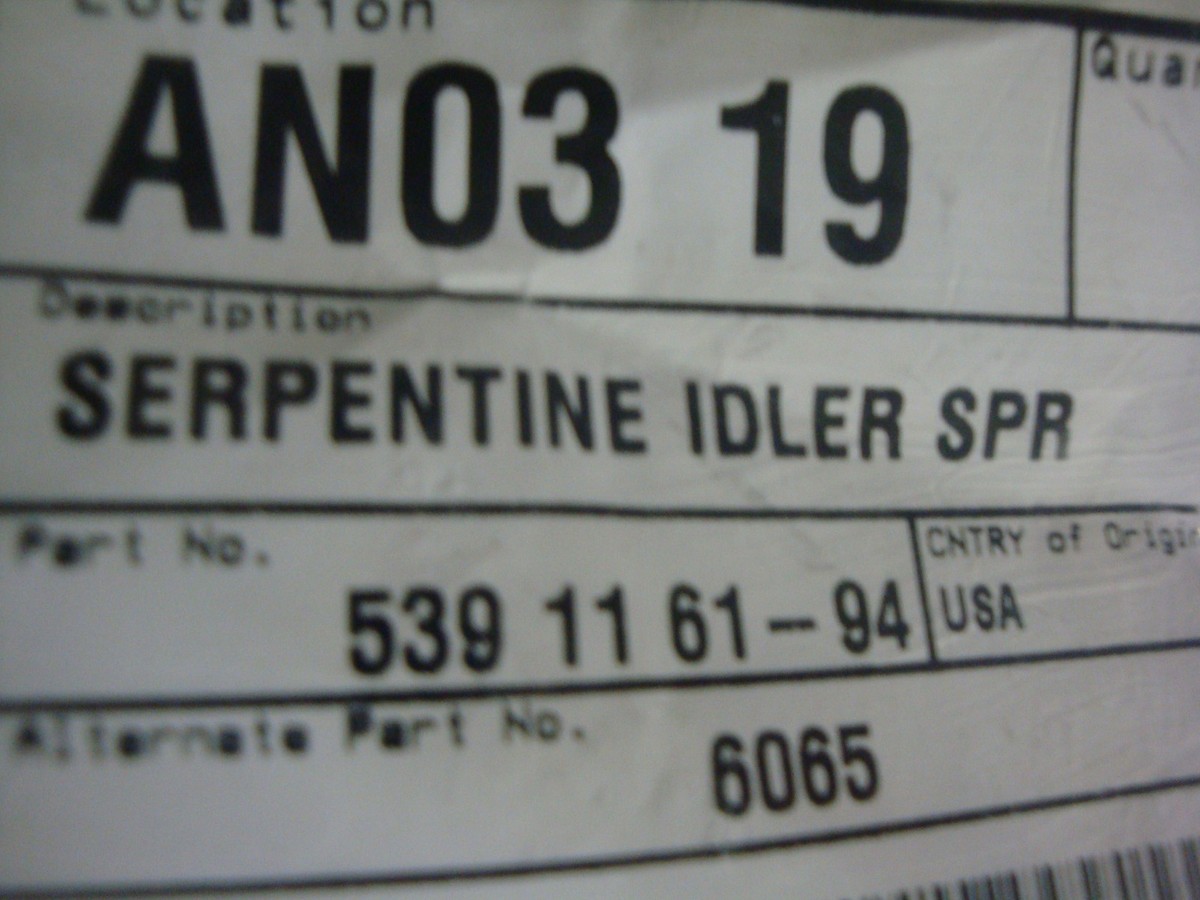 Location
Quan
AN03 19
Description
SERPENTINE IDLER SPR
Part No.
CNTRY of Origin
539 11 61-94
USA
Alternate Part No.
6065